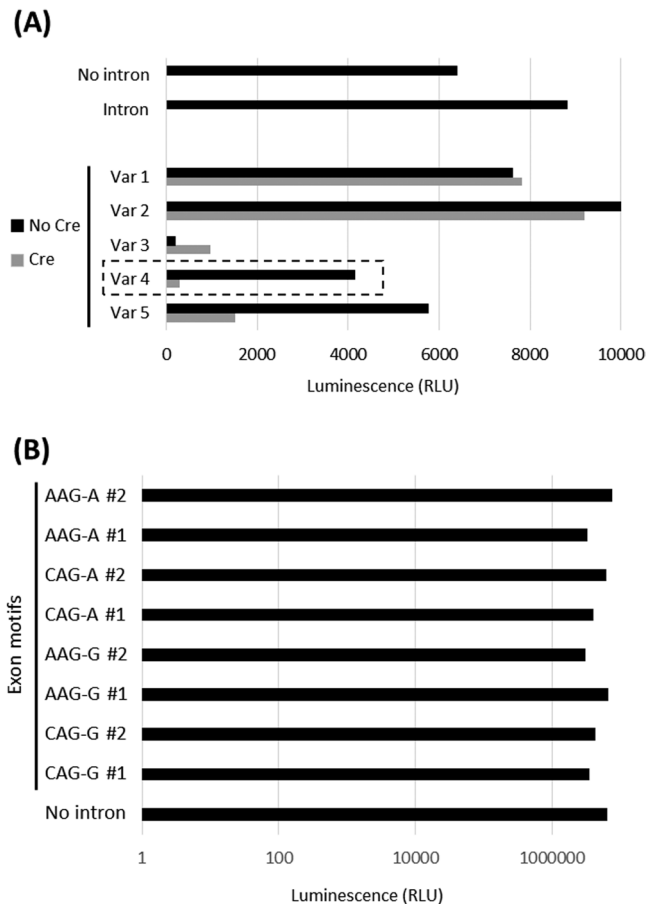 (A)
No intron
Intron
Var 1
Var 2
No Cre
Var 3
Cre
Var 4
Var 5
0 2000 4000 6000 8000 10000
Luminescence (RLU)
(B)
Exon motifs
AAG-A #2
AAG-A #1
CAG-A #2
CAG-A #1
AAG-G #2
AAG-G #1
CAG-G #2
CAG-G #1
No intron
1 100 10000 1000000
Luminescence (RLU)